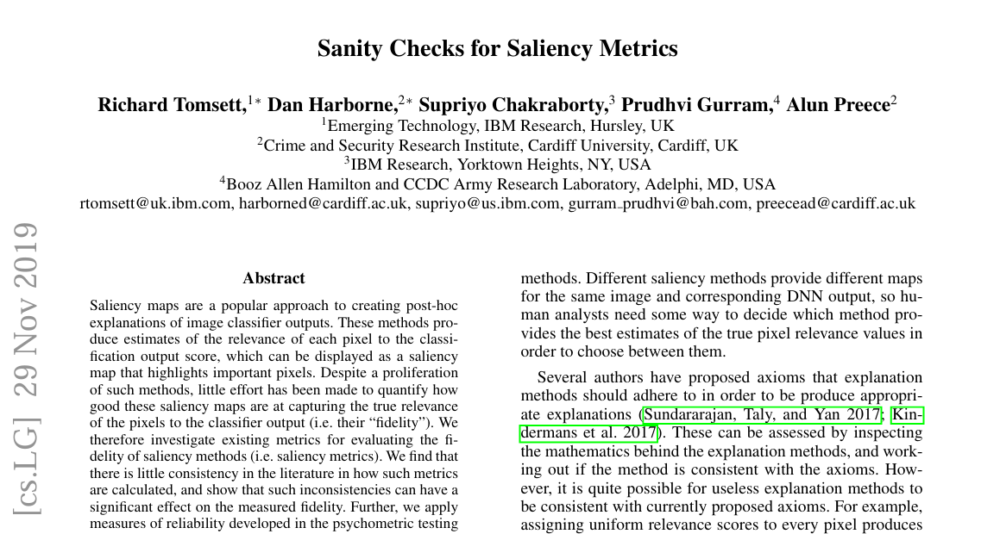 Sanity Checks for Saliency Metrics
Richard Tomsett,1* Dan Harborne,2* Supriyo Chakraborty,3 Prudhvi Gurram,4 Alun Preece2
1Emerging Technology, IBM Research, Hursley, UK
2Crime and Security Research Institute, Cardiff University, Cardiff, UK
3IBM Research, Yorktown Heights, NY, USA
4Booz Allen Hamilton and CCDC Army Research Laboratory, Adelphi, MD, USA
rtomsett@uk.ibm.com, harborned@cardiff.ac.uk, supriyo@us.ibm.com, gurram_prudhvi@bah.com, preecead@cardiff.ac.uk
[cs.LG] 29 Nov 2019
Abstract
Saliency maps are a popular approach to creating post-hoc
explanations of image classifier outputs. These methods pro-
duce estimates of the relevance of each pixel to the classi-
fication output score, which can be displayed as a saliency
map that highlights important pixels. Despite a proliferation
of such methods, little effort has been made to quantify how
good these saliency maps are at capturing the true relevance
of the pixels to the classifier output (i.e. their “fidelity”). We
therefore investigate existing metrics for evaluating the fi-
delity of saliency methods (i.e. saliency metrics). We find that
there is little consistency in the literature in how such metrics
are calculated, and show that such inconsistencies can have a
significant effect on the measured fidelity. Further, we apply
measures of reliability developed in the psychometric testing
methods. Different saliency methods provide different maps
for the same image and corresponding DNN output, so hu-
man analysts need some way to decide which method pro-
vides the best estimates of the true pixel relevance values in
order to choose between them.
Several authors have proposed axioms that explanation
methods should adhere to in order to be produce appropri-
ate explanations (Sundararajan, Taly, and Yan 2017; Kin-
dermans et al. 2017). These can be assessed by inspecting
the mathematics behind the explanation methods, and work-
ing out if the method is consistent with the axioms. How-
ever, it is quite possible for useless explanation methods to
be consistent with currently proposed axioms. For example,
assigning uniform relevance scores to every pixel produces